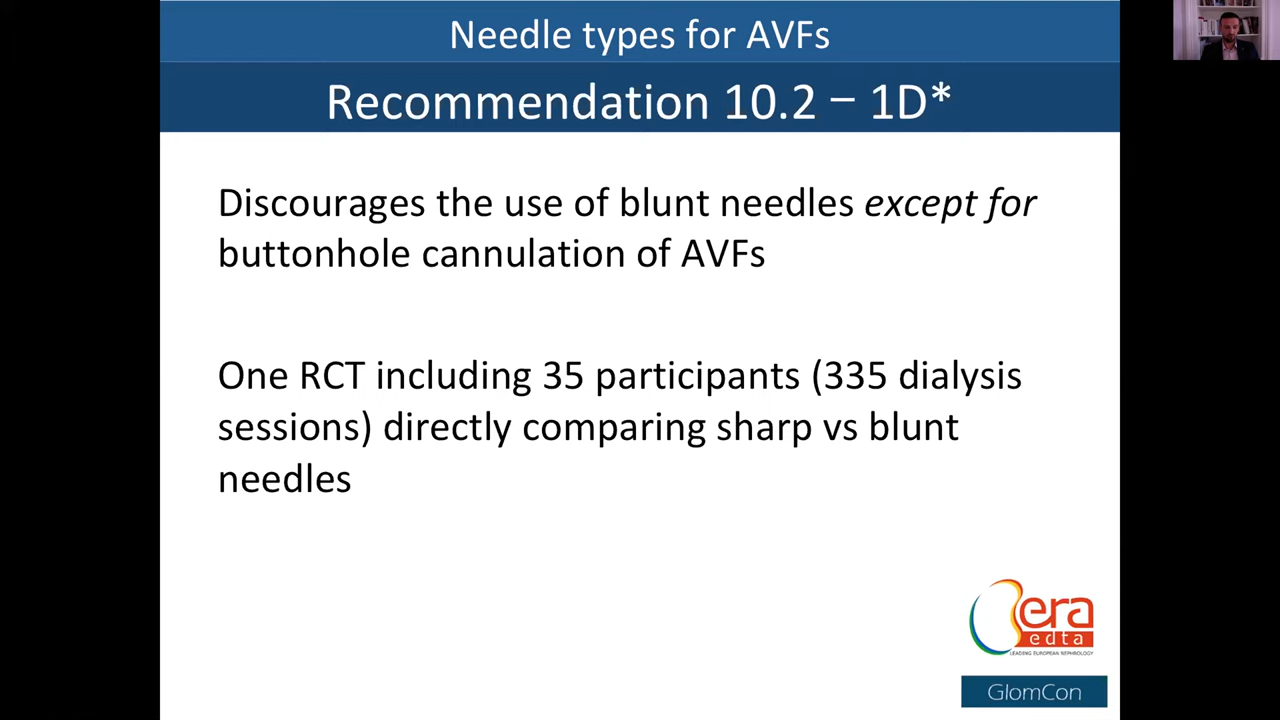 Needle types for AVFs
Recommendation 10.2 – 1D*
Discourages the use of blunt needles except for
buttonhole cannulation of AVFs
One RCT including 35 participants (335 dialysis
sessions) directly comparing sharp vs blunt
needles
era
edta
LEADING EUROPEAN NEPHROLOGY
GlomCon